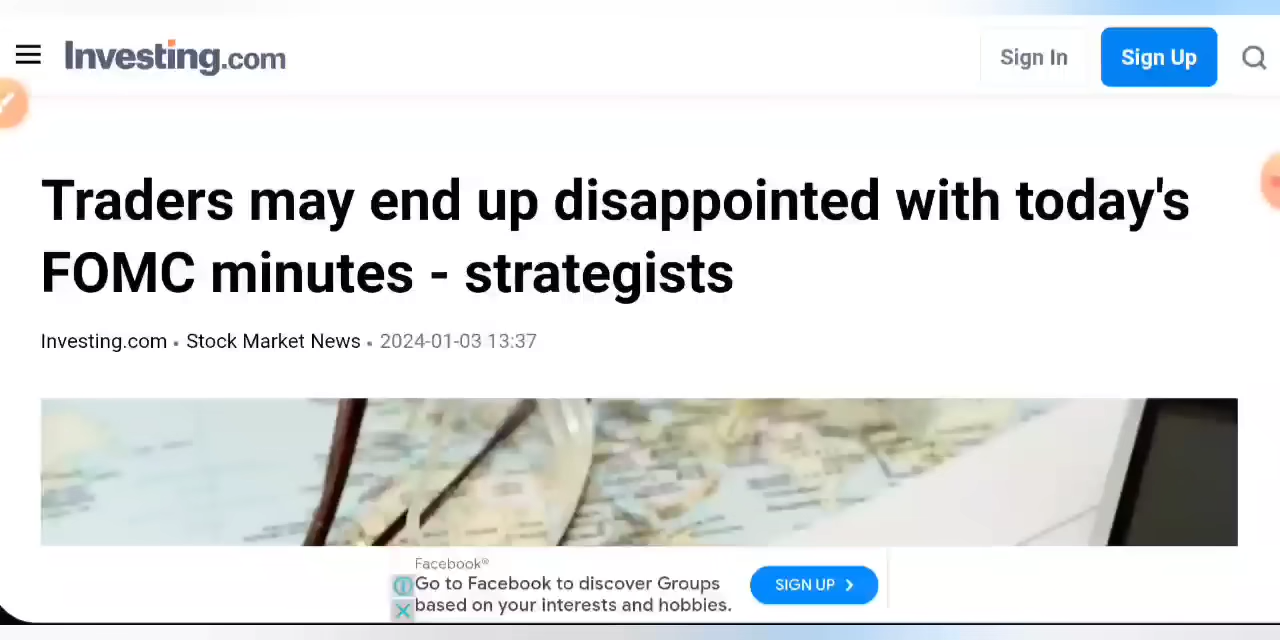 Investing.com
Sign In
Sign Up
Traders may end up disappointed with today's
FOMC minutes - strategists
Investing.com • Stock Market News • 2024-01-03 13:37
Facebook®
Go to Facebook to discover Groups
based on your interests and hobbies.
SIGN UP